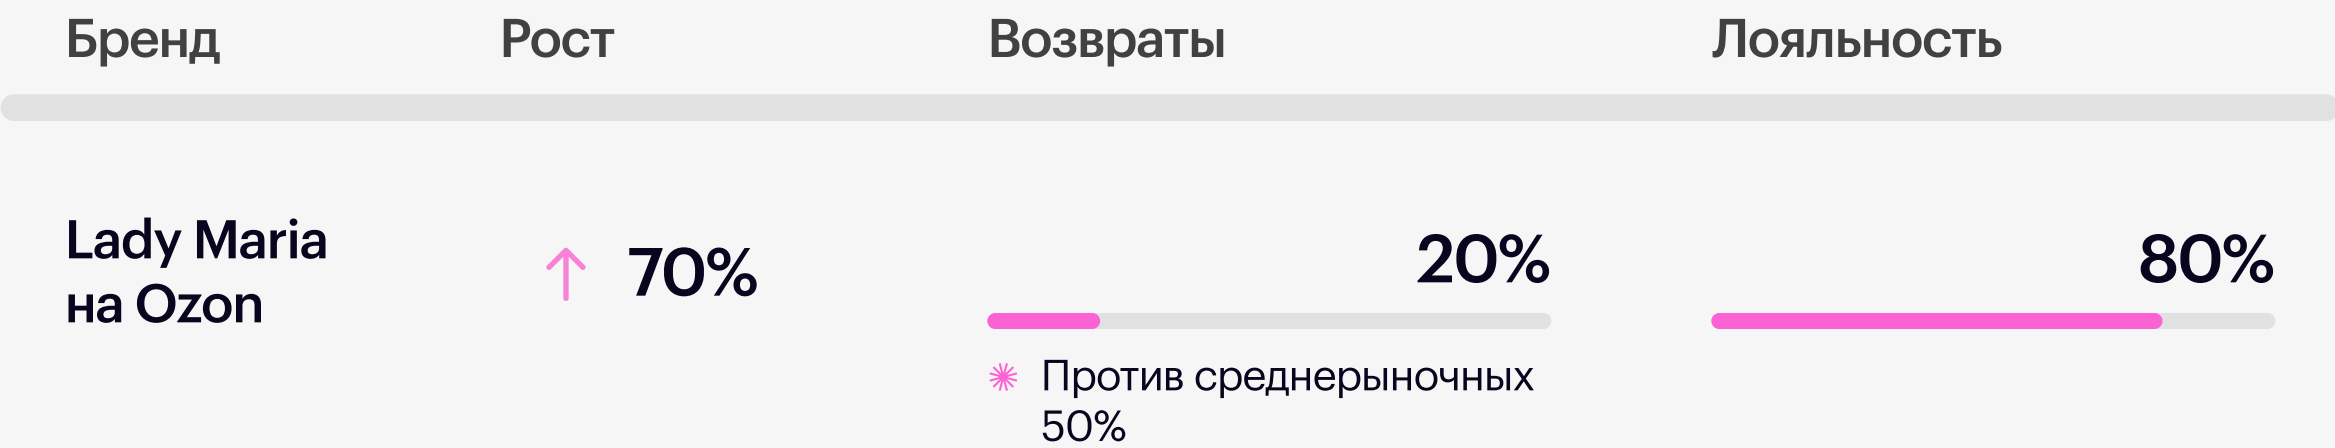 Бренд Рост Возвраты Лояльность
Lady Maria
на Ozon
70%
20%
80%
Против среднерыночных
50%